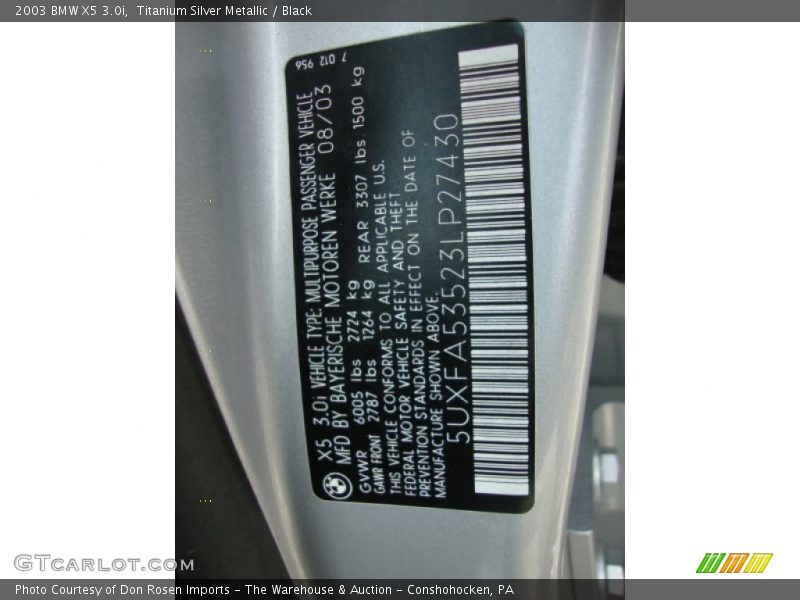 2003 BMW X5 3.0i,  Titanium Silver Metallic / Black
7 012 956
X5 3.0i VEHICLE TYPE: MULTIPURPOSE PASSENGER VEHICLE
MFD BY BAYERISCHE MOTOREN WERKE 08/03
GVWR 6005 lbs 2724 kg
GAWR FRONT 2787 lbs 1264 kg REAR 3307 lbs 1500 kg
THIS VEHICLE CONFORMS TO ALL APPLICABLE U.S.
FEDERAL MOTOR VEHICLE SAFETY AND THEFT
PREVENTION STANDARDS IN EFFECT ON THE DATE OF
MANUFACTURE SHOWN ABOVE.
5UXFA53523LP27430
GTCARLOT.COM
Photo Courtesy of Don Rosen Imports - The Warehouse & Auction - Conshohocken, PA